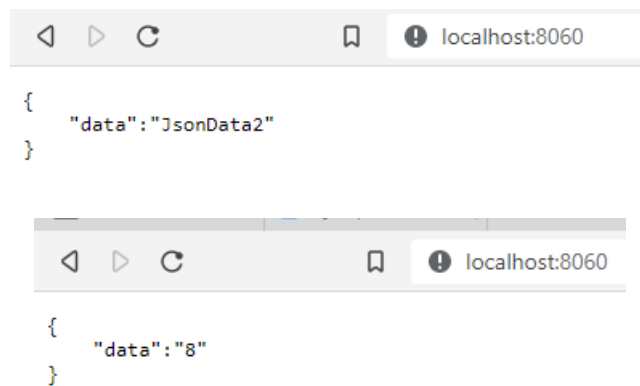 localhost:8060
{
"data":"JsonData2"
}
localhost:8060
{
"data":"8"
}